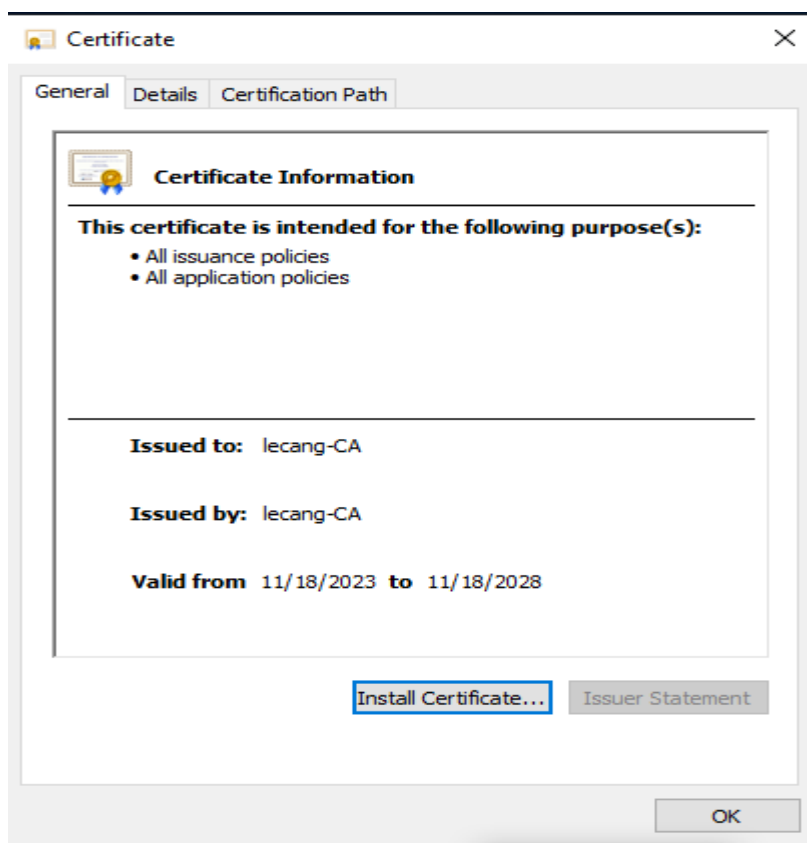 Certificate
General Details Certification Path
Certificate Information
This certificate is intended for the following purpose(s):
• All issuance policies
• All application policies
Issued to: lecang-CA
Issued by: lecang-CA
Valid from 11/18/2023 to 11/18/2028
Install Certificate... Issuer Statement
OK